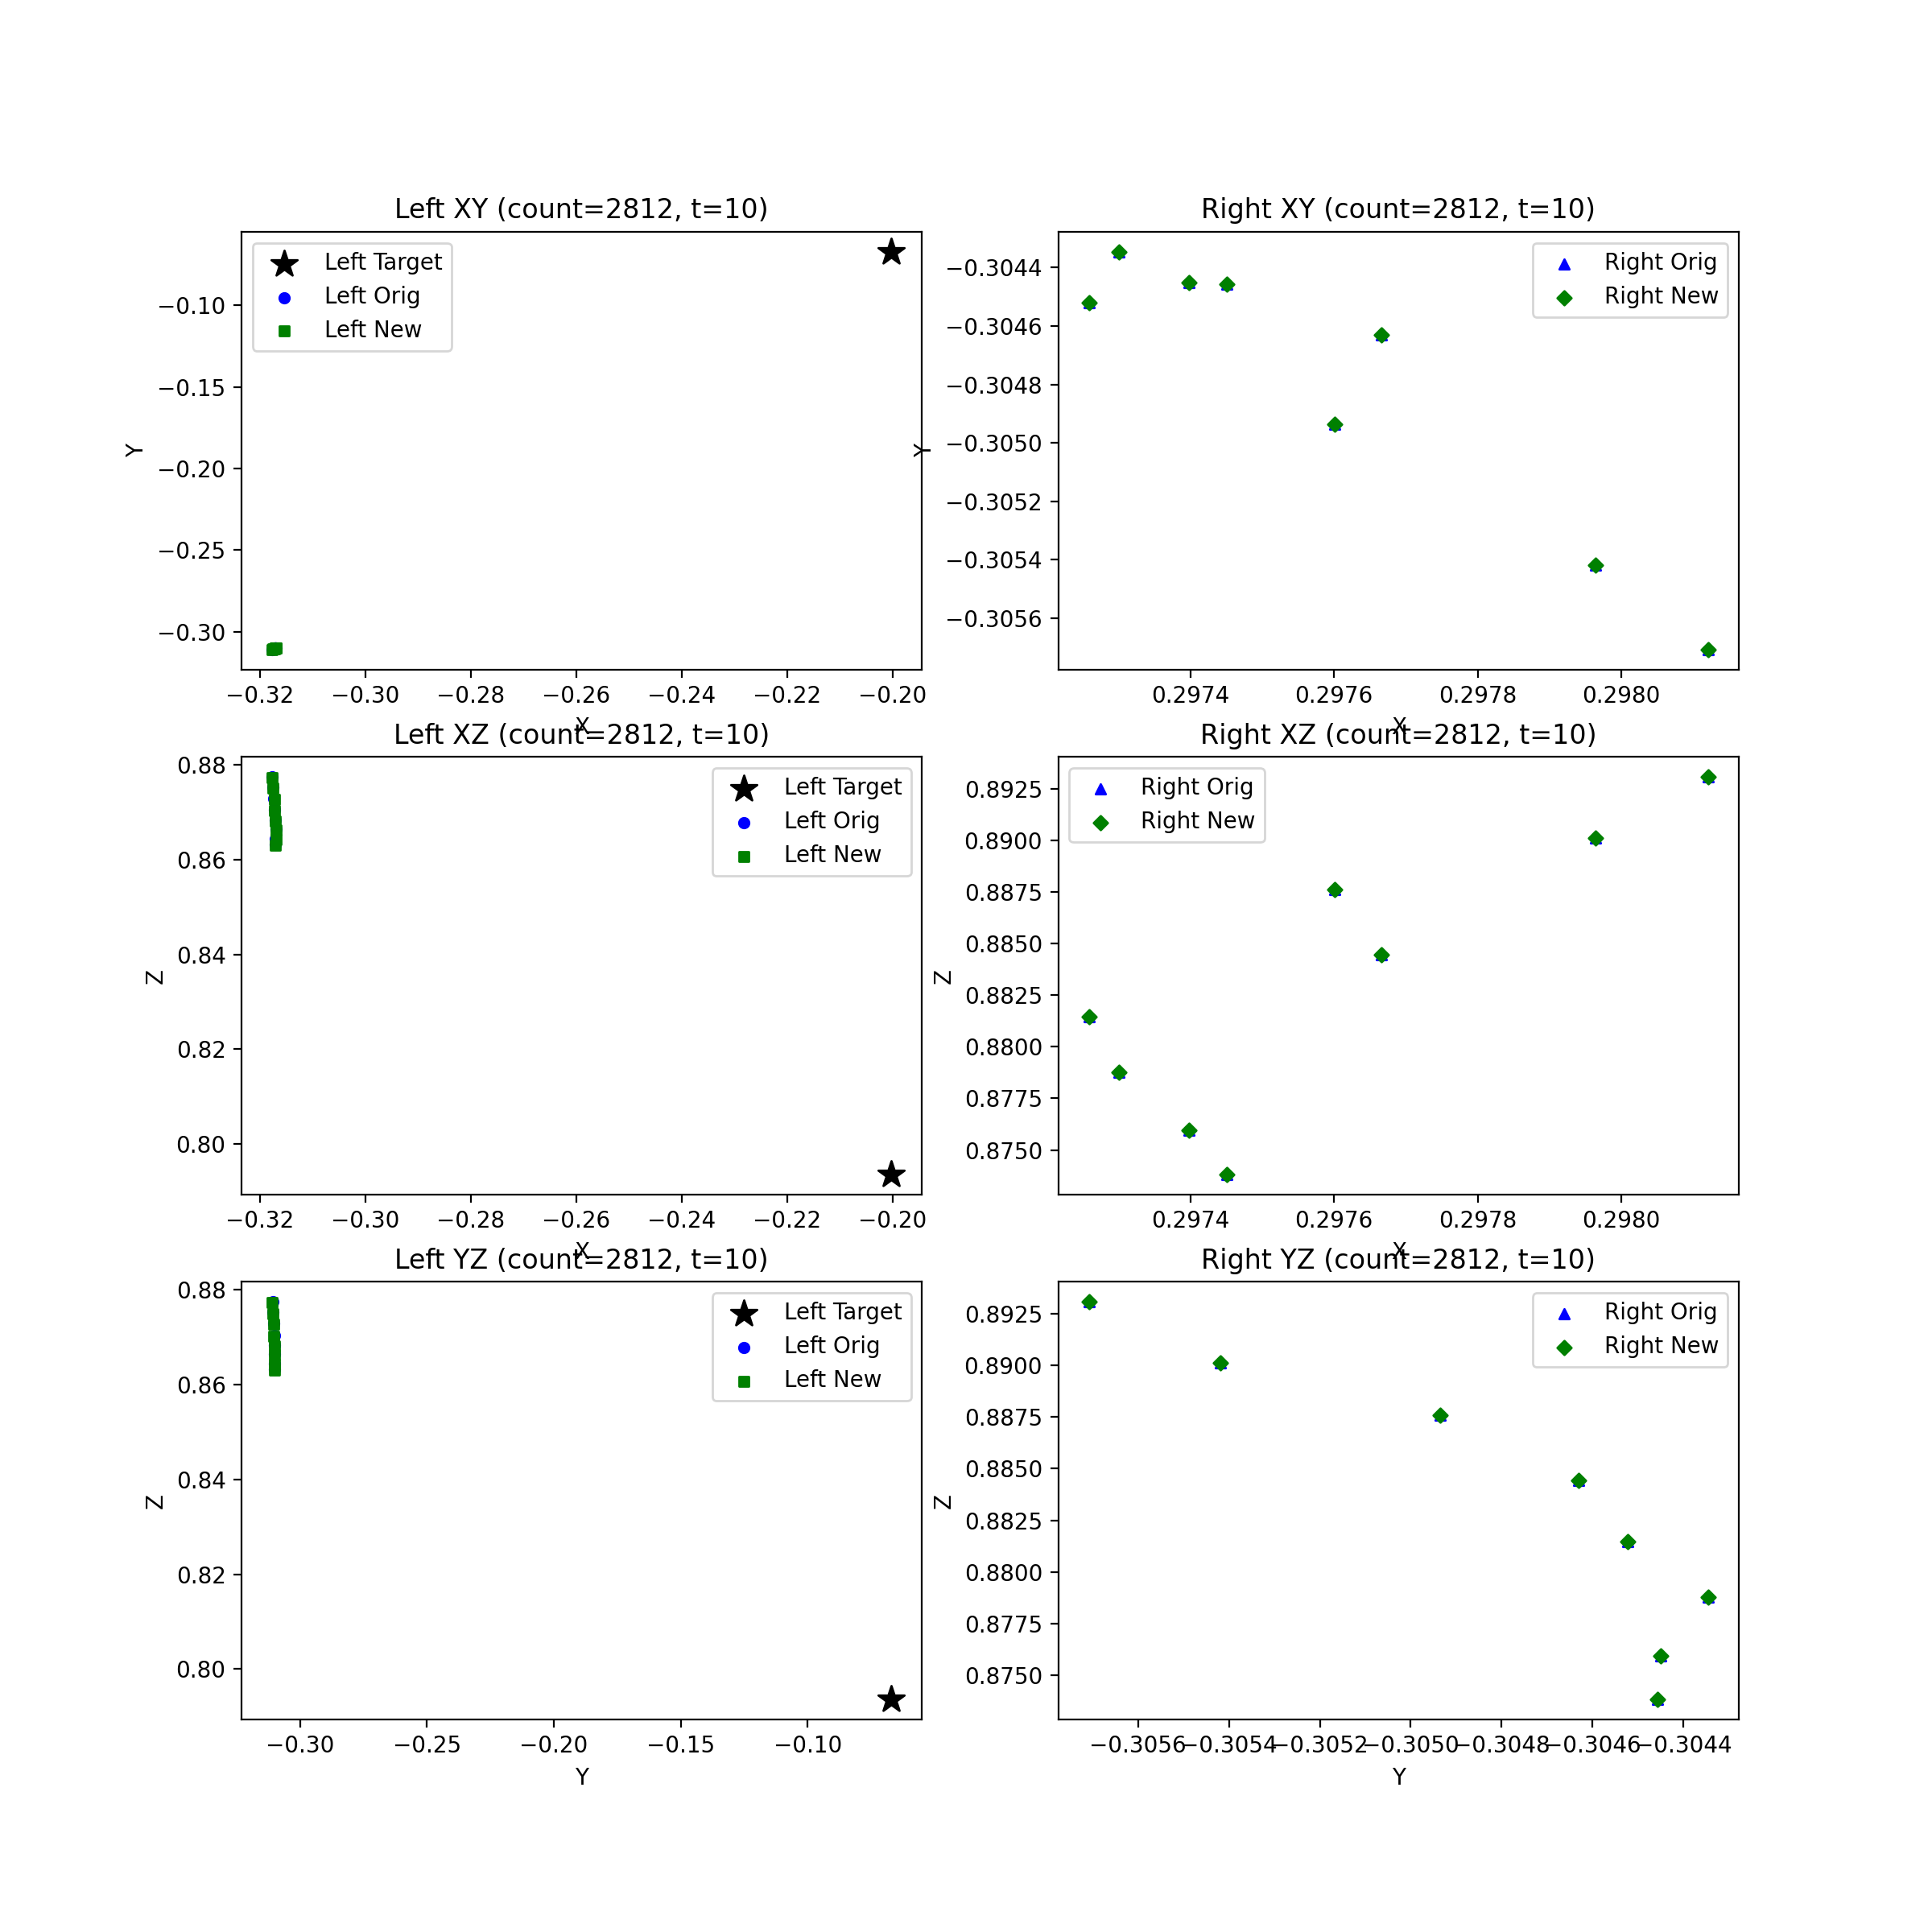 Left XY (count=2812, t=10)
Left Target
Left Orig
Left New
−0.10
−0.15
−0.20
−0.25
−0.30
Y
−0.32
−0.30
−0.28
−0.26
−0.24
−0.22
−0.20
X
Right XY (count=2812, t=10)
Right Orig
Right New
−0.3044
−0.3046
−0.3048
−0.3050
−0.3052
−0.3054
−0.3056
Y
0.2974
0.2976
0.2978
0.2980
X
Left XZ (count=2812, t=10)
Left Target
Left Orig
Left New
0.88
0.86
0.84
0.82
0.80
Z
−0.32
−0.30
−0.28
−0.26
−0.24
−0.22
−0.20
X
Right XZ (count=2812, t=10)
Right Orig
Right New
0.8925
0.8900
0.8875
0.8850
0.8825
0.8800
0.8775
0.8750
Z
0.2974
0.2976
0.2978
0.2980
X
Left YZ (count=2812, t=10)
Left Target
Left Orig
Left New
0.88
0.86
0.84
0.82
0.80
Z
−0.30
−0.25
−0.20
−0.15
−0.10
Y
Right YZ (count=2812, t=10)
Right Orig
Right New
0.8925
0.8900
0.8875
0.8850
0.8825
0.8800
0.8775
0.8750
Z
−0.3056
−0.3054
−0.3052
−0.3050
−0.3048
−0.3046
−0.3044
Y